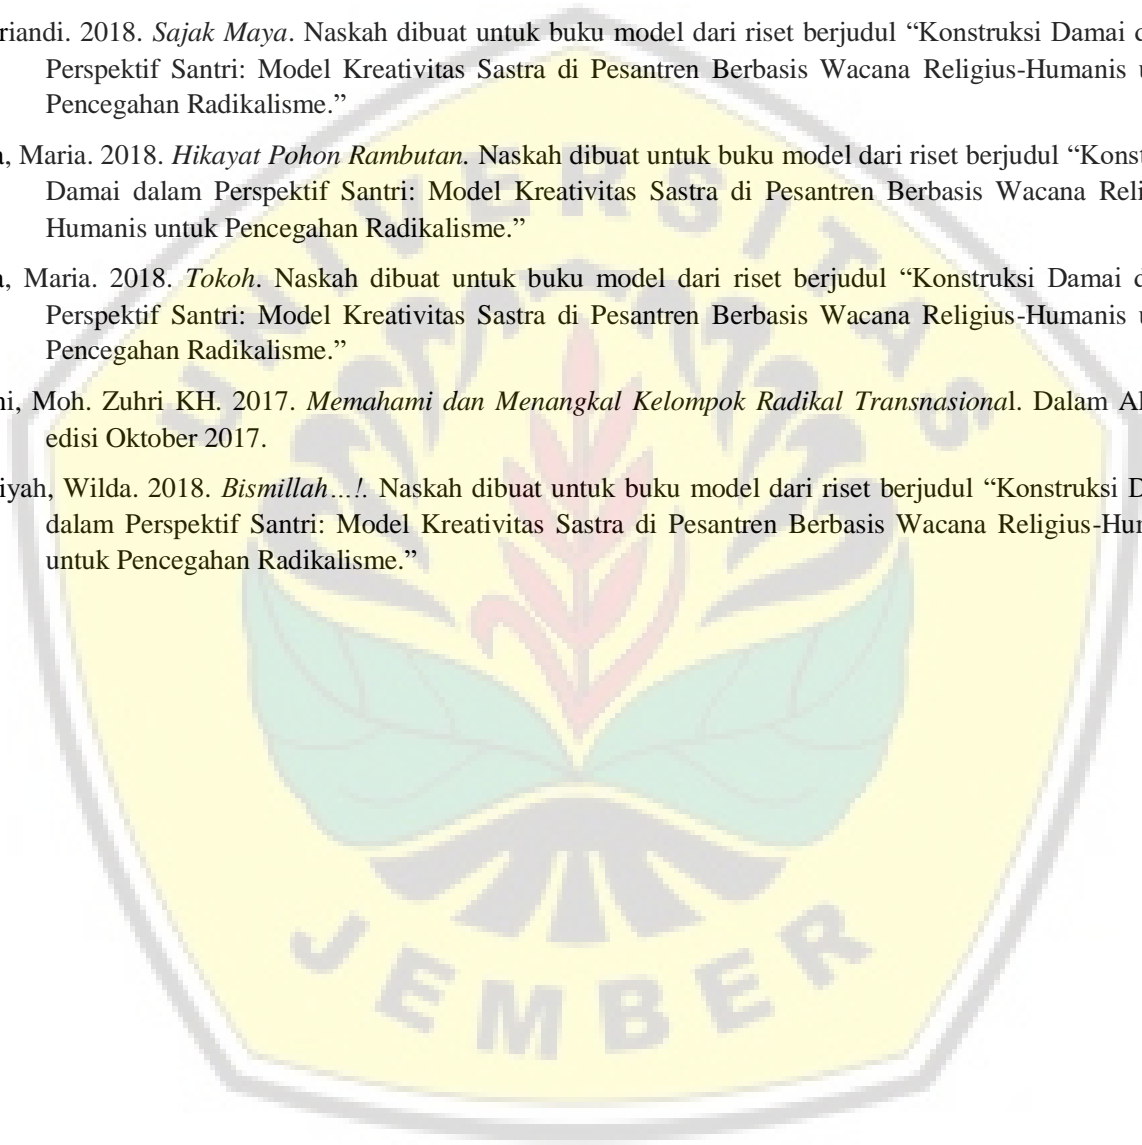 riandi. 2018. Sajak Maya. Naskah dibuat untuk buku model dari riset berjudul “Konstruksi Damai d
Perspektif Santri: Model Kreativitas Sastra di Pesantren Berbasis Wacana Religius-Humanis u
Pencegahan Radikalisme.”
a, Maria. 2018. Hikayat Pohon Rambutan. Naskah dibuat untuk buku model dari riset berjudul “Konst
Damai dalam Perspektif Santri: Model Kreativitas Sastra di Pesantren Berbasis Wacana Reli
Humanis untuk Pencegahan Radikalisme.”
a, Maria. 2018. Tokoh. Naskah dibuat untuk buku model dari riset berjudul “Konstruksi Damai d
Perspektif Santri: Model Kreativitas Sastra di Pesantren Berbasis Wacana Religius-Humanis u
Pencegahan Radikalisme.”
ni, Moh. Zuhri KH. 2017. Memahami dan Menangkal Kelompok Radikal Transnasional. Dalam Al
edisi Oktober 2017.
iyah, Wilda. 2018. Bismillah...!. Naskah dibuat untuk buku model dari riset berjudul “Konstruksi D
dalam Perspektif Santri: Model Kreativitas Sastra di Pesantren Berbasis Wacana Religius-Hum
untuk Pencegahan Radikalisme.”
UNIVERSITAS
JEMBER